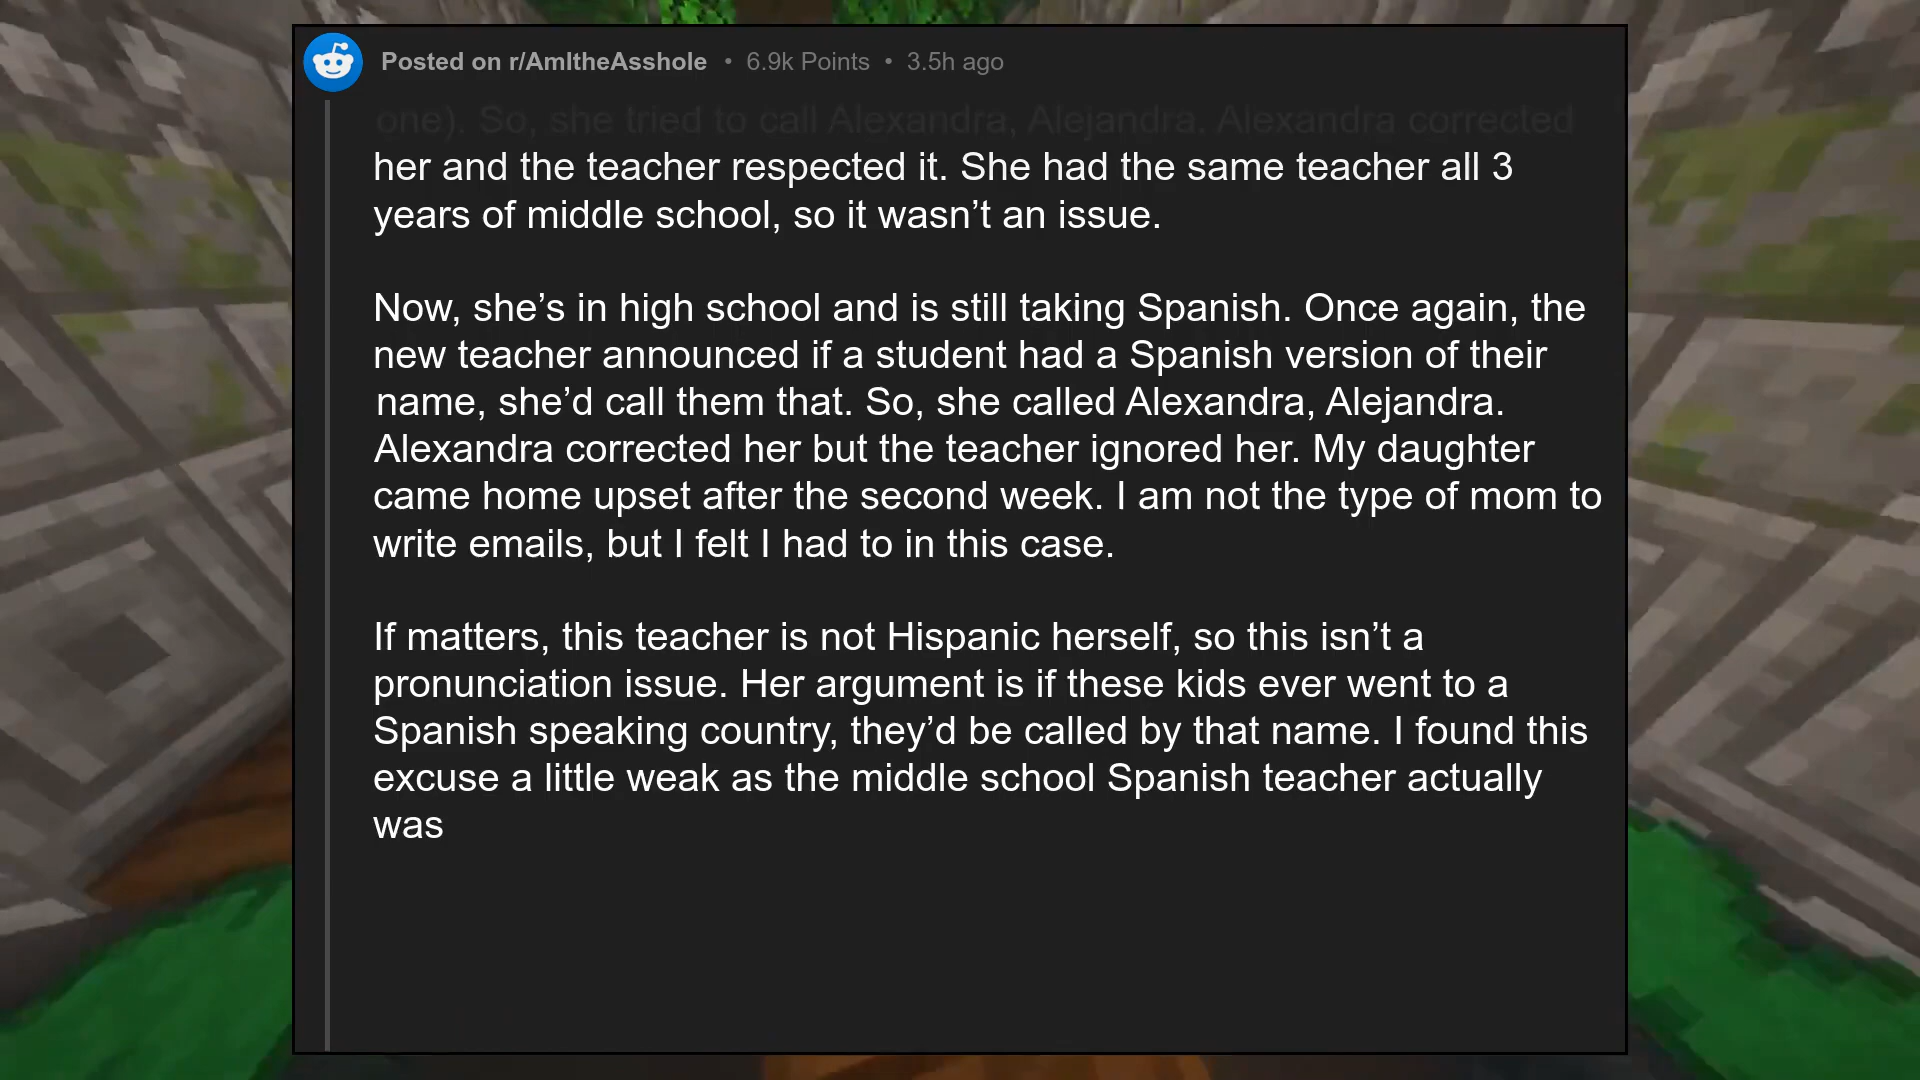 Posted on r/AmItheAsshole • 6.9k Points • 3.5h ago
one). So, she tried to call Alexandra, Alejandra. Alexandra corrected
her and the teacher respected it. She had the same teacher all 3
years of middle school, so it wasn’t an issue.
Now, she’s in high school and is still taking Spanish. Once again, the
new teacher announced if a student had a Spanish version of their
name, she’d call them that. So, she called Alexandra, Alejandra.
Alexandra corrected her but the teacher ignored her. My daughter
came home upset after the second week. I am not the type of mom to
write emails, but I felt I had to in this case.
If matters, this teacher is not Hispanic herself, so this isn’t a
pronunciation issue. Her argument is if these kids ever went to a
Spanish speaking country, they’d be called by that name. I found this
excuse a little weak as the middle school Spanish teacher actually
was